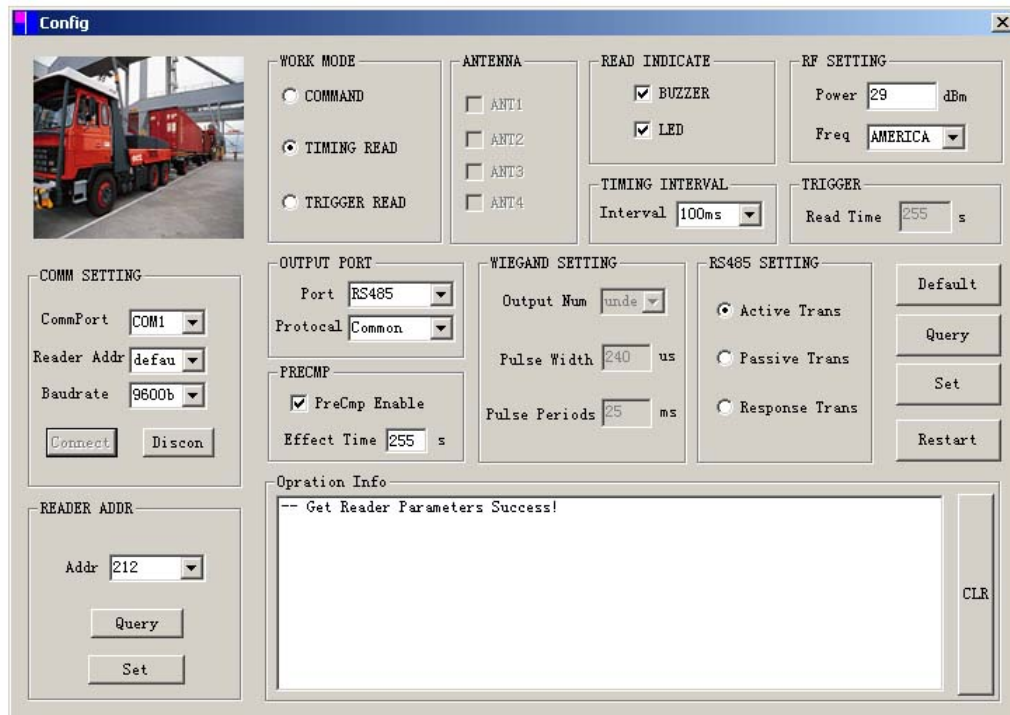 Config
WORK MODE
COMMAND
TIMING READ
TRIGGER READ
ANTENNA
ANT1
ANT2
ANT3
ANT4
READ INDICATE
BUZZER
LED
RF SETTING
Power 29 dBm
Freq AMERICA
TIMING INTERVAL
Interval 100ms
TRIGGER
Read Time 255 s
COMM SETTING
CommPort COM1
Reader Addr defau
Baudrate 9600b
Connect Discon
OUTPUT PORT
Port RS485
Protocal Common
PRECMP
PreCmp Enable
Effect Time 255 s
WIEGAND SETTING
Output Num unde
Pulse Width 240 us
Pulse Periods 25 ms
RS485 SETTING
Active Trans
Passive Trans
Response Trans
Default
Query
Set
Restart
READER ADDR
Addr 212
Query
Set
Opration Info
-- Get Reader Parameters Success!
CLR